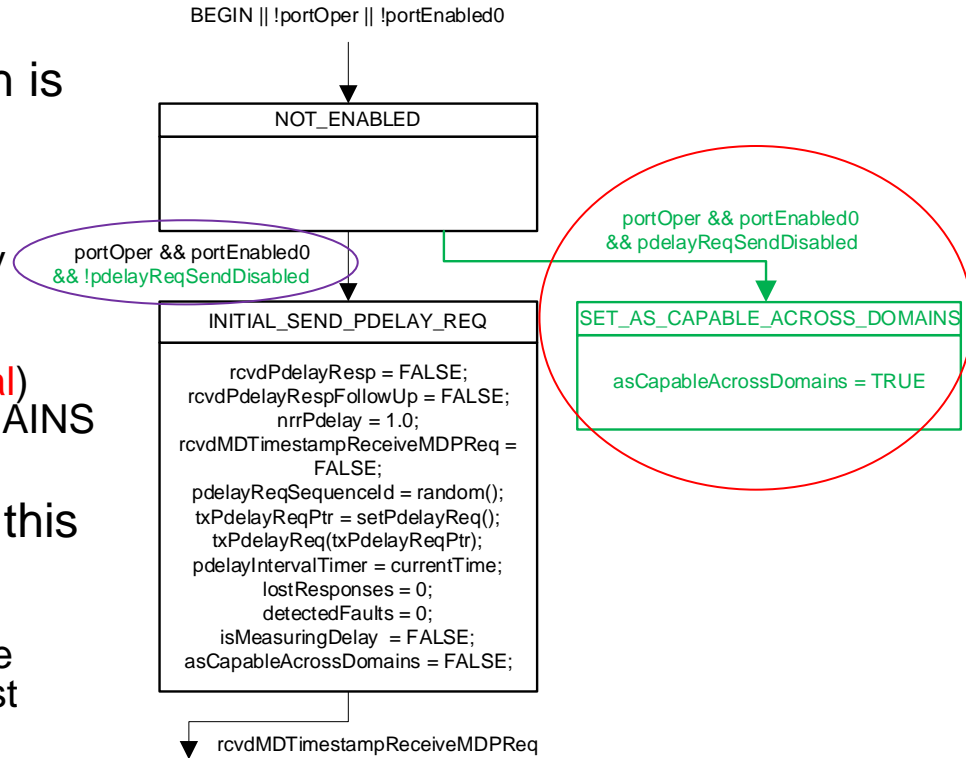 BEGIN || !portOper || !portEnabled0
n is
NOT_ENABLED
y
portOper && portEnabled0
&& !pdelayReqSendDisabled
portOper && portEnabled0
&& pdelayReqSendDisabled
INITIAL_SEND_PDELAY_REQ
SET_AS_CAPABLE_ACROSS_DOMAINS
asCapableAcrossDomains = TRUE
al)
AINS
this
e
st
rcvdPdelayResp = FALSE;
rcvdPdelayRespFollowUp = FALSE;
nrrPdelay = 1.0;
rcvdMDTimestampReceiveMDPReq =
FALSE;
pdelayReqSequenceId = random();
txPdelayReqPtr = setPdelayReq();
txPdelayReq(txPdelayReqPtr);
pdelayIntervalTimer = currentTime;
lostResponses = 0;
detectedFaults = 0;
isMeasuringDelay = FALSE;
asCapableAcrossDomains = FALSE;
rcvdMDTimestampReceiveMDPReq